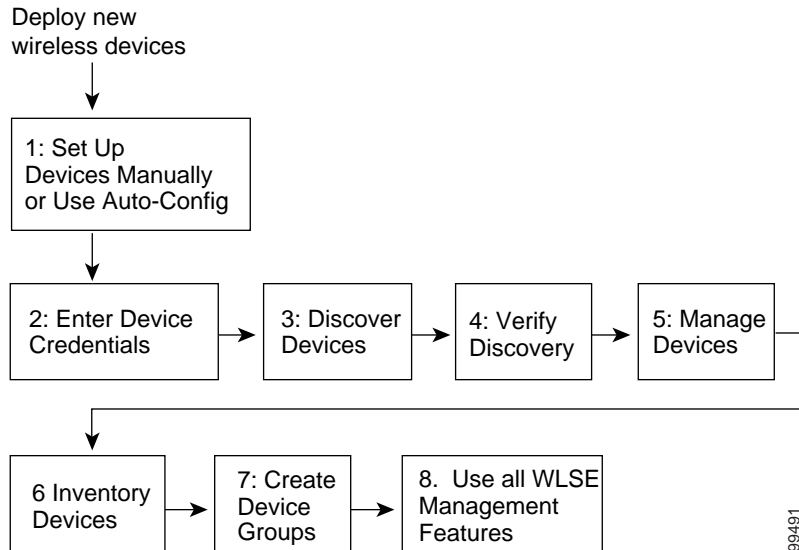 Deploy new
wireless devices
1: Set Up
Devices Manually
or Use Auto-Config
2: Enter Device
Credentials
3: Discover
Devices
4: Verify
Discovery
5: Manage
Devices
6 Inventory
Devices
7: Create
Device
Groups
8. Use all WLSE
Management
Features
99491